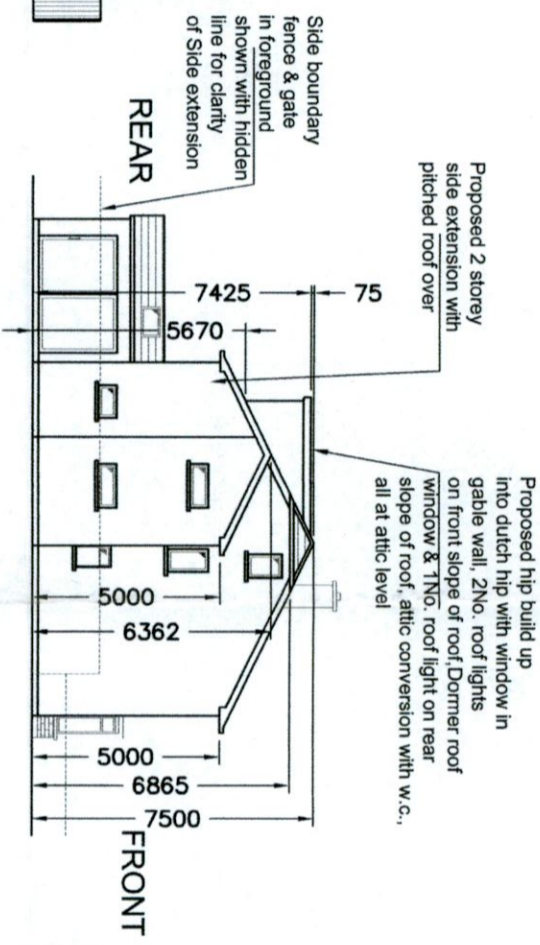 Proposed hip build up
into dutch hip with window in
gable wall, 2No. roof lights
on front slope of roof,Dormer roof
window & 1No. roof light on rear
slope of roof, attic conversion with w.c.,
all at attic level
Proposed 2 storey
side extension with
pitched roof over
Side boundary
fence & gate
in foreground
shown with hidden
line for clarity
of Side extension
REAR
75
7425
5670
5000
6362
5000
6865
7500
FRONT